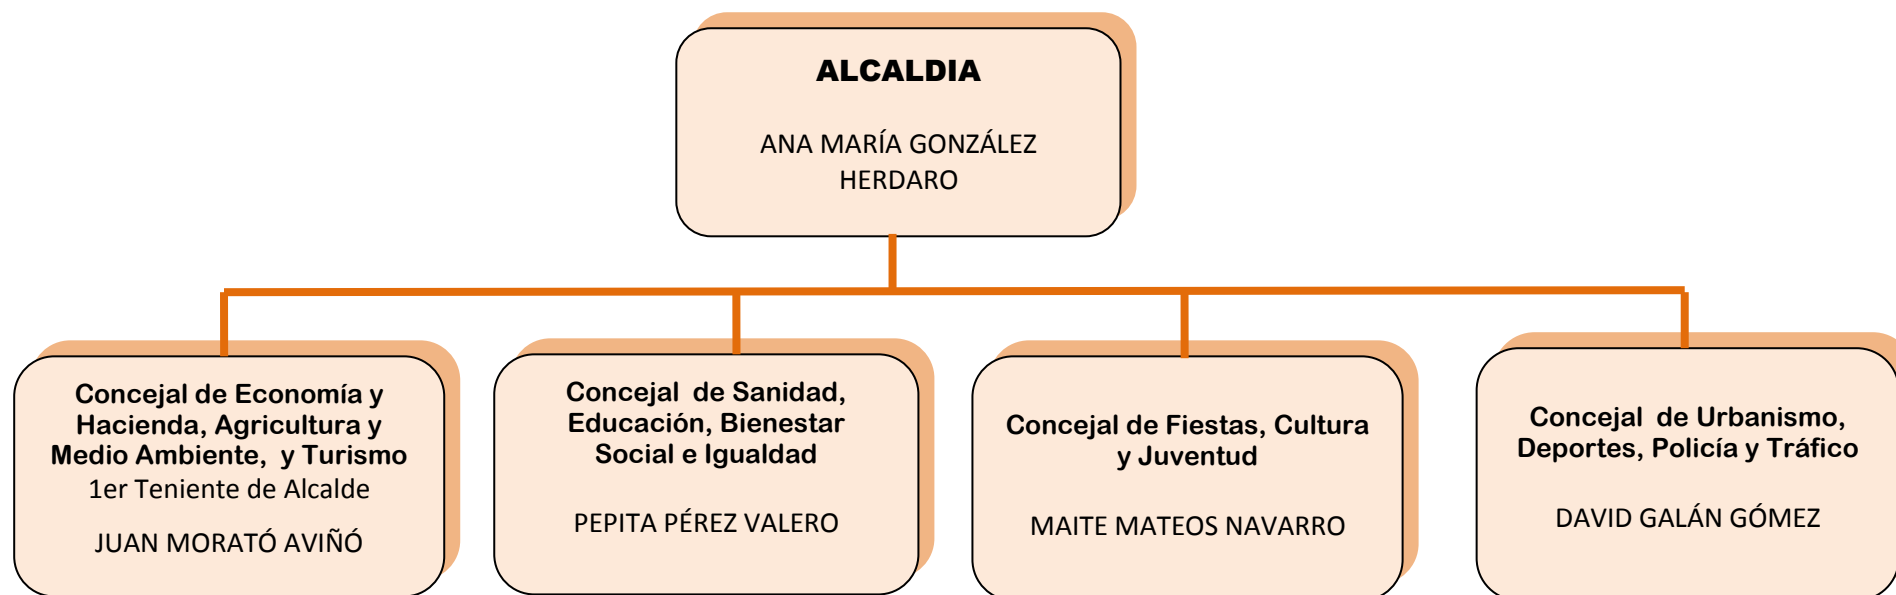 ALCALDIA
ANA MARÍA GONZÁLEZ
HERDARO
Concejal de Economía y
Hacienda, Agricultura y
Medio Ambiente,  y Turismo
1er Teniente de Alcalde
JUAN MORATÓ AVIÑÓ
Concejal  de Sanidad,
Educación, Bienestar
Social e Igualdad
PEPITA PÉREZ VALERO
Concejal de Fiestas, Cultura
y Juventud
MAITE MATEOS NAVARRO
Concejal  de Urbanismo,
Deportes, Policía y Tráfico
DAVID GALÁN GÓMEZ